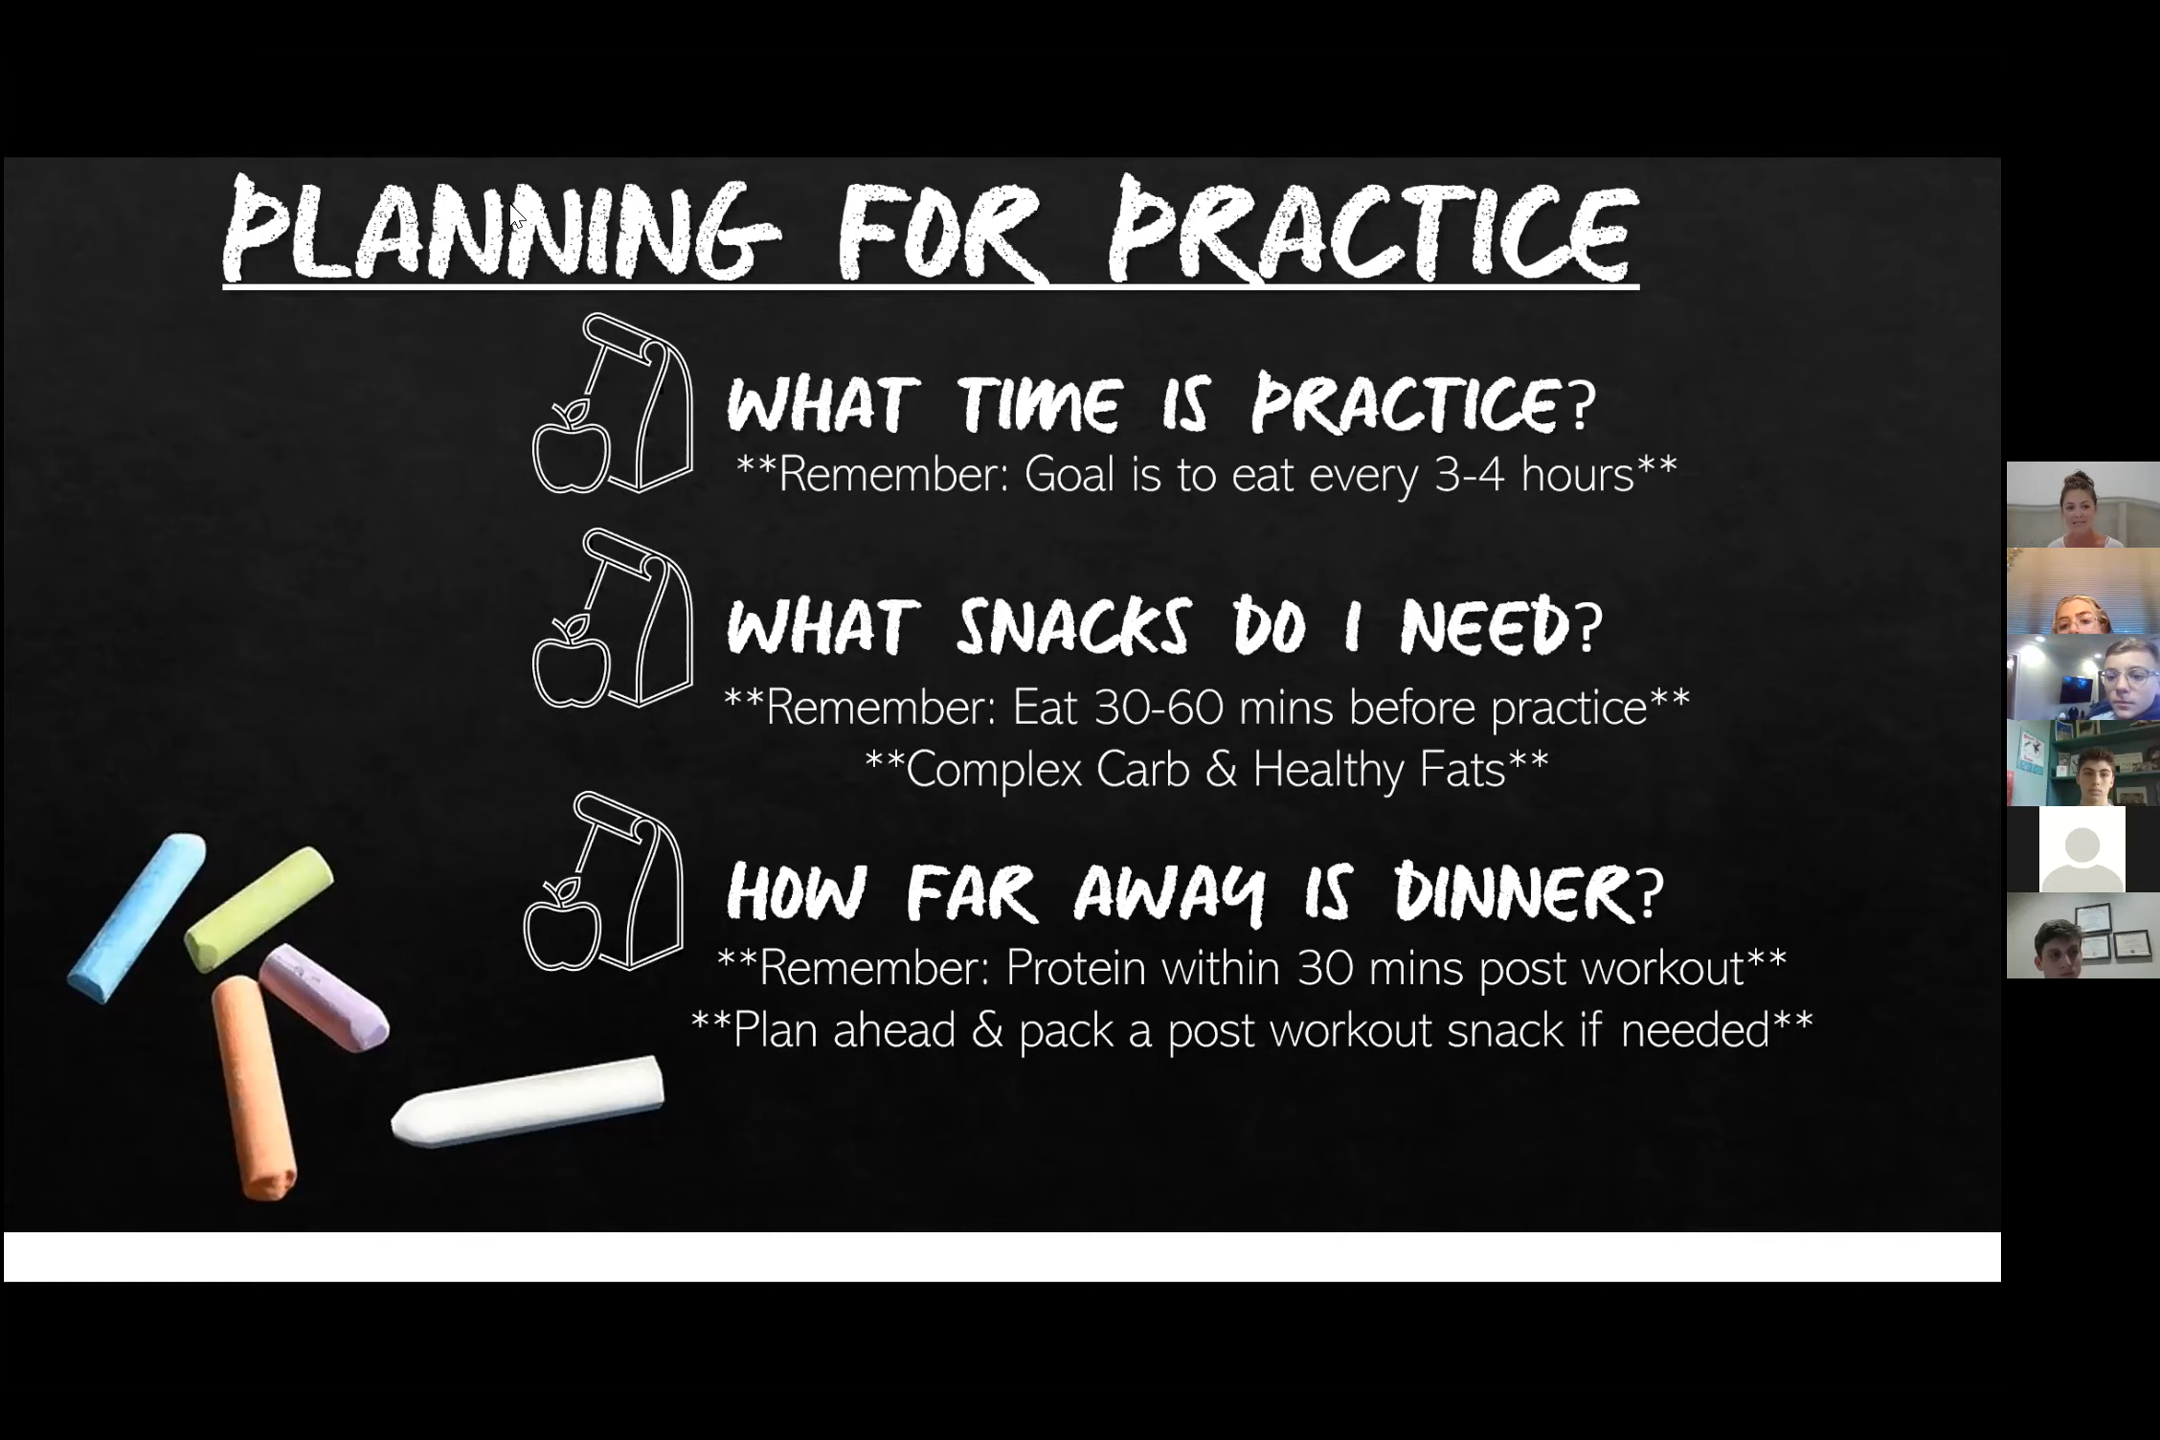 PLANNING FOR PRACTICE
WHAT TIME IS PRACTICE?
**Remember: Goal is to eat every 3-4 hours**
WHAT SNACKS DO I NEED?
**Remember: Eat 30-60 mins before practice**
**Complex Carb & Healthy Fats**
HOW FAR AWAY IS DINNER?
**Remember: Protein within 30 mins post workout**
**Plan ahead & pack a post workout snack if needed**